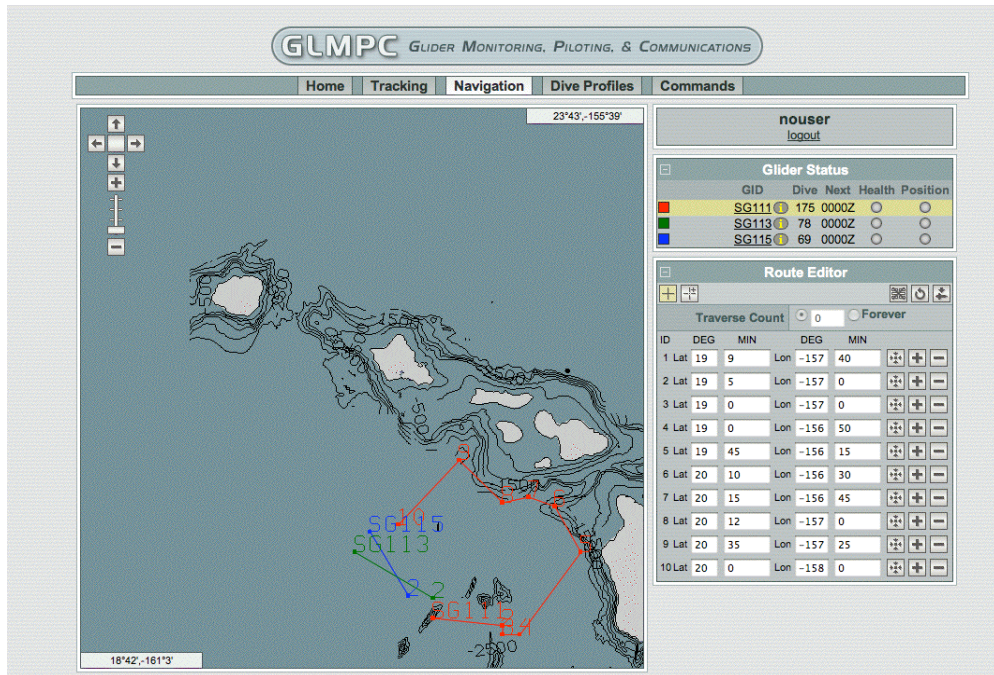 GLMPC GLIDER MONITORING, PILOTING, & COMMUNICATIONS
Home Tracking Navigation Dive Profiles Commands
23°43',-155°39'
nouser
logout
Glider Status
GID Dive Next Health Position
SG111 i 175 0000Z
SG113 i 78 0000Z
SG115 i 69 0000Z
Route Editor
Traverse Count 0 Forever
ID DEG MIN DEG MIN
1 Lat 19 9 Lon -157 40
2 Lat 19 5 Lon -157 0
3 Lat 19 0 Lon -157 0
4 Lat 19 0 Lon -156 50
5 Lat 19 45 Lon -156 15
6 Lat 20 10 Lon -156 30
7 Lat 20 15 Lon -156 45
8 Lat 20 12 Lon -157 0
9 Lat 20 35 Lon -157 25
10 Lat 20 0 Lon -158 0
-500
9
10
SG115
SG113
2
2
-2500
18°42',-161°3'